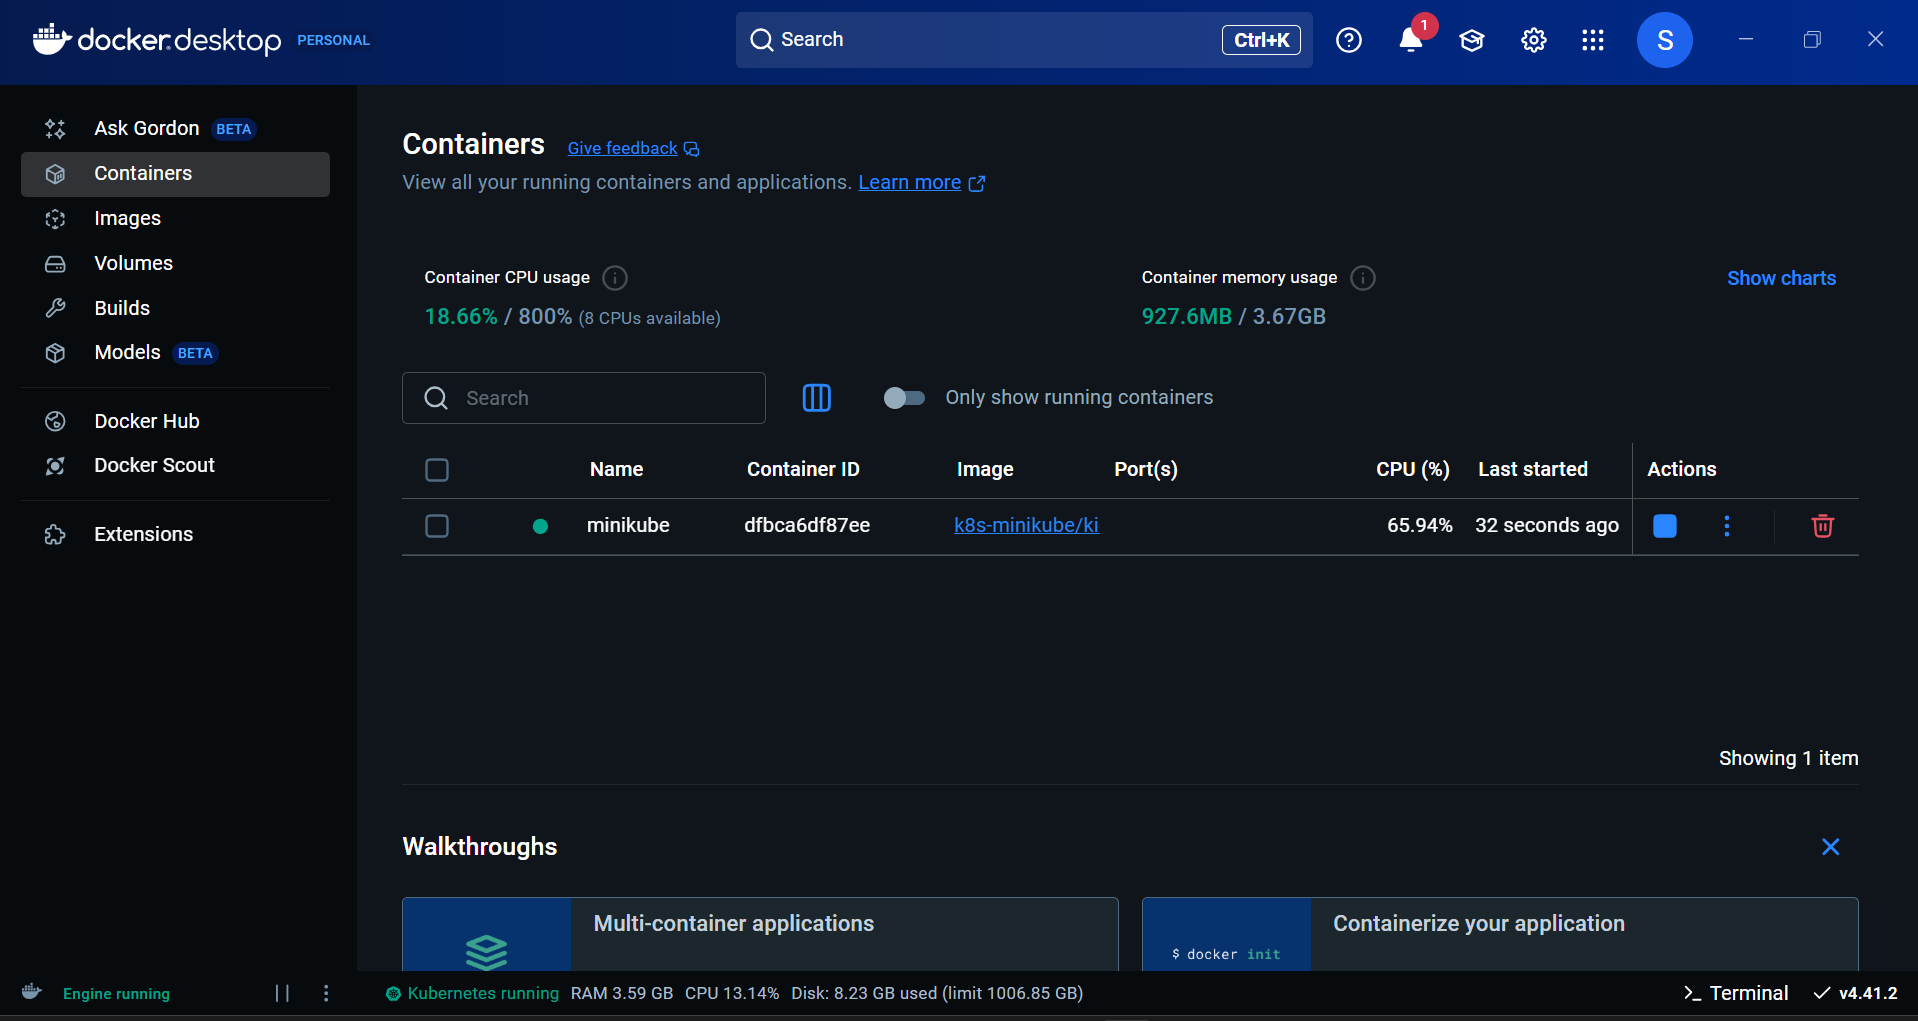 docker.desktop PERSONAL
Search Ctrl+K 1 S
Ask Gordon BETA
Containers
Images
Volumes
Builds
Models BETA
Docker Hub
Docker Scout
Extensions
Containers Give feedback
View all your running containers and applications. Learn more
Container CPU usage
18.66% / 800% (8 CPUs available)
Container memory usage
927.6MB / 3.67GB
Show charts
Search
Only show running containers
Name Container ID Image Port(s) CPU (%) Last started Actions
minikube dfbca6df87ee k8s-minikube/ki 65.94% 32 seconds ago
Showing 1 item
Walkthroughs
Multi-container applications
$ docker init
Containerize your application
Engine running
Kubernetes running RAM 3.59 GB CPU 13.14% Disk: 8.23 GB used (limit 1006.85 GB)
>_ Terminal v4.41.2